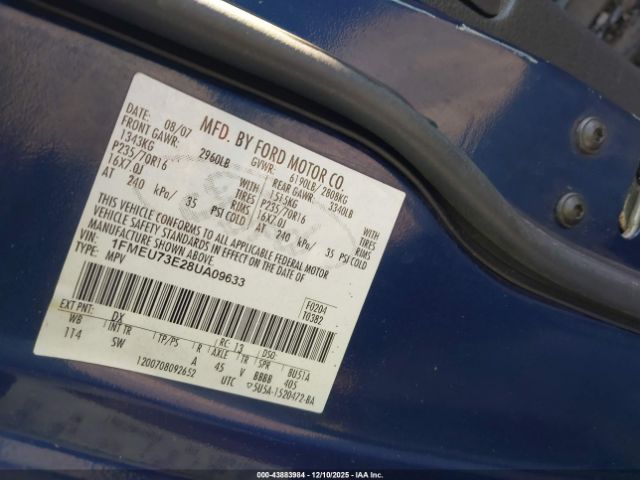 MFD. BY FORD MOTOR CO.
DATE: 08/07 GVWR: 6190LB/2808KG
FRONT GAWR: 2960LB REAR GAWR: 3340LB
1343KG 1515KG
P235/70R16 TIRES P235/70R16
16X7.0J RIMS 16X7.0J
AT 240 kPa/ 35 PSI COLD AT 240 kPa/ 35 PSI COLD
THIS VEHICLE CONFORMS TO ALL APPLICABLE FEDERAL MOTOR
VEHICLE SAFETY STANDARDS IN EFFECT ON THE DATE OF
MANUFACTURE SHOWN ABOVE.
VIN: 1FMEU73E28UA09633
TYPE: MPV
F0204
T0382
EXT PNT: DX RC: 13 DSO:
WB INT TR TP/PS R AXLE TR SPR BU51A
114 SW A 45 V BBBB 405
1200708092652 UTC 5U5A-1520472-BA
000-43883984 - 12/10/2025 - IAA Inc.